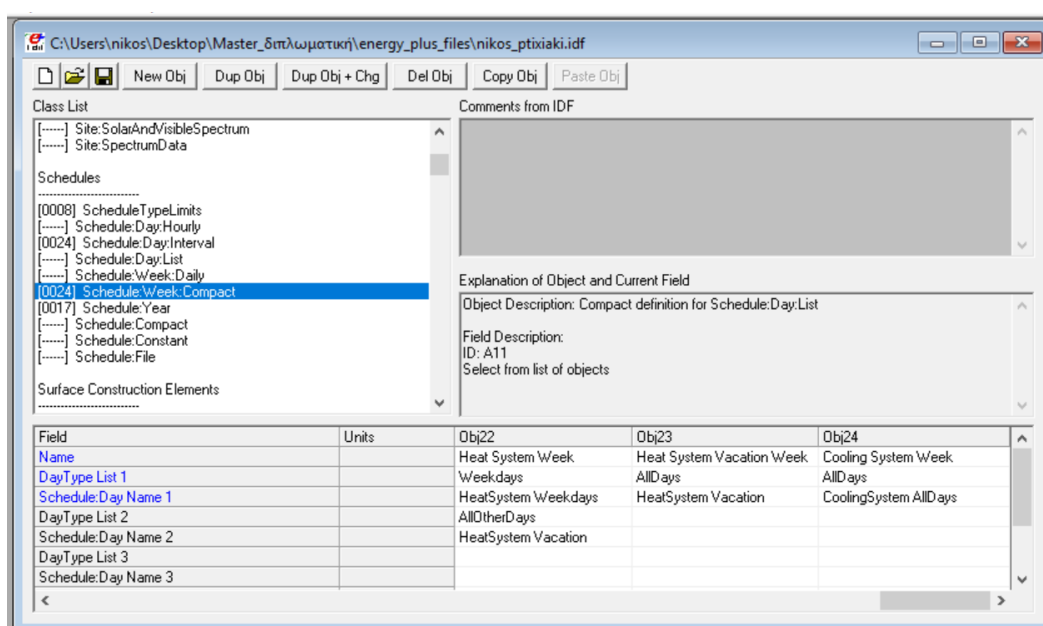 C:\Users\nikos\Desktop\Master_διπλωματική\energy_plus_files\nikos_ptixiaki.idf
New Obj Dup Obj Dup Obj + Chg Del Obj Copy Obj Paste Obj
Class List
[------] Site:SolarAndVisibleSpectrum
[------] Site:SpectrumData
Schedules
---------------------------
[0008] ScheduleTypeLimits
[------] Schedule:Day:Hourly
[0024] Schedule:Day:Interval
[------] Schedule:Day:List
[------] Schedule:Week:Daily
[0024] Schedule:Week:Compact
[0017] Schedule:Year
[------] Schedule:Compact
[------] Schedule:Constant
[------] Schedule:File
Surface Construction Elements
---------------------------
Comments from IDF
Explanation of Object and Current Field
Object Description: Compact definition for Schedule:Day:List
Field Description:
ID: A11
Select from list of objects
Field Units Obj22 Obj23 Obj24
Name Heat System Week Heat System Vacation Week Cooling System Week
DayType List 1 Weekdays AllDays AllDays
Schedule:Day Name 1 HeatSystem Weekdays HeatSystem Vacation CoolingSystem AllDays
DayType List 2 AllOtherDays
Schedule:Day Name 2 HeatSystem Vacation
DayType List 3
Schedule:Day Name 3